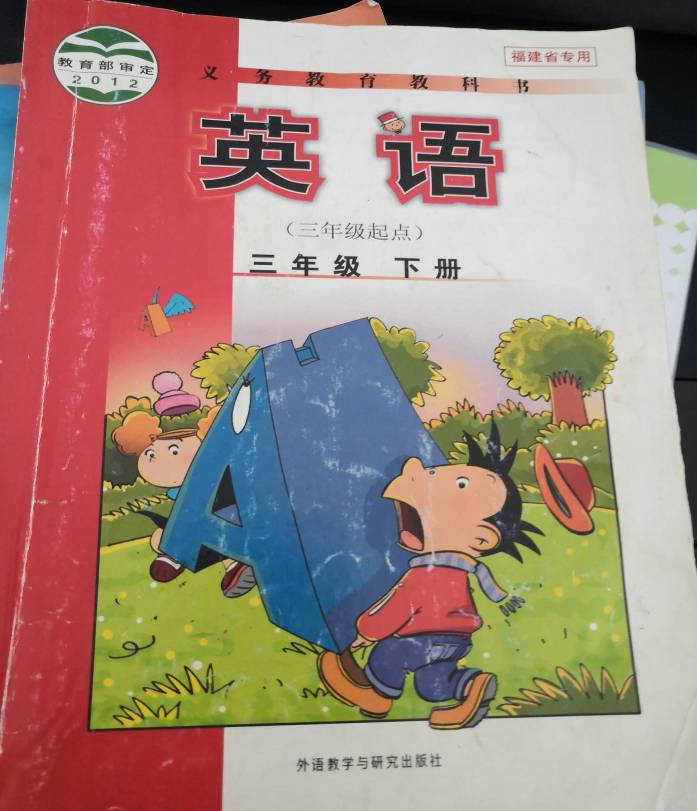 教育部审定
2012
福建省专用
义务教育教科书
英语
（三年级起点）
三年级 下册
A
外语教学与研究出版社